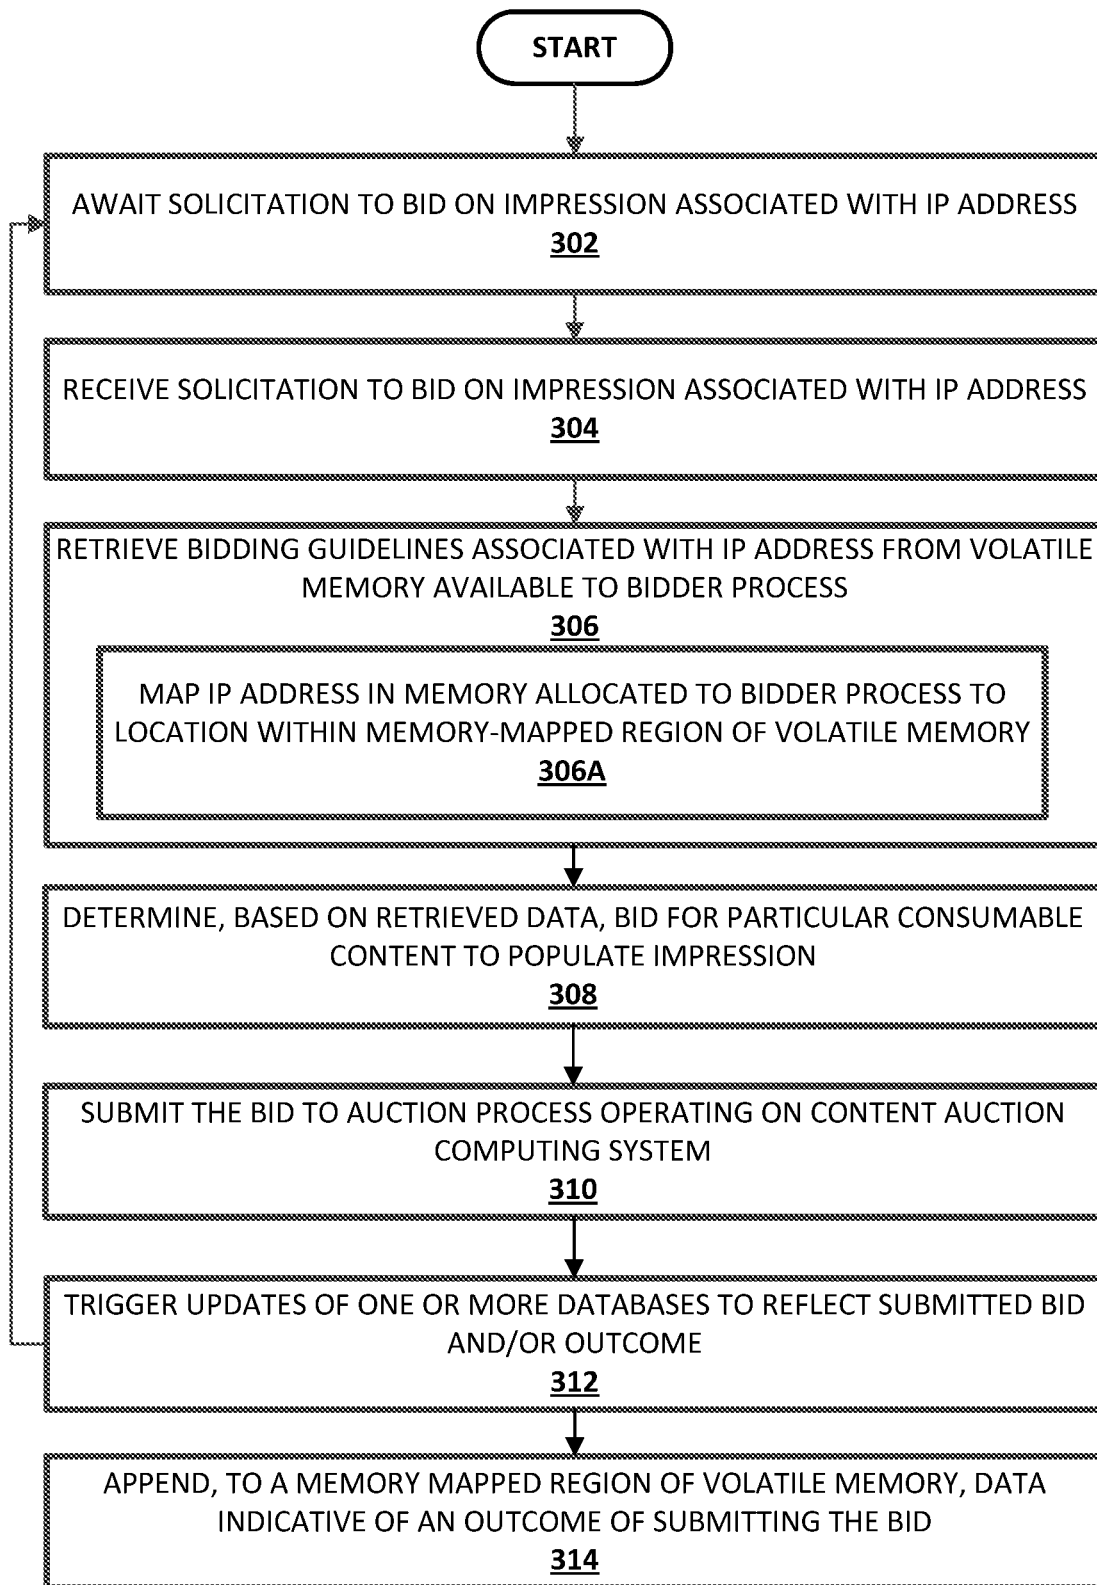 START
AWAIT SOLICITATION TO BID ON IMPRESSION ASSOCIATED WITH IP ADDRESS
302
RECEIVE SOLICITATION TO BID ON IMPRESSION ASSOCIATED WITH IP ADDRESS
304
RETRIEVE BIDDING GUIDELINES ASSOCIATED WITH IP ADDRESS FROM VOLATILE
MEMORY AVAILABLE TO BIDDER PROCESS
306
MAP IP ADDRESS IN MEMORY ALLOCATED TO BIDDER PROCESS TO
LOCATION WITHIN MEMORY-MAPPED REGION OF VOLATILE MEMORY
306A
DETERMINE, BASED ON RETRIEVED DATA, BID FOR PARTICULAR CONSUMABLE
CONTENT TO POPULATE IMPRESSION
308
SUBMIT THE BID TO AUCTION PROCESS OPERATING ON CONTENT AUCTION
COMPUTING SYSTEM
310
TRIGGER UPDATES OF ONE OR MORE DATABASES TO REFLECT SUBMITTED BID
AND/OR OUTCOME
312
APPEND, TO A MEMORY MAPPED REGION OF VOLATILE MEMORY, DATA
INDICATIVE OF AN OUTCOME OF SUBMITTING THE BID
314